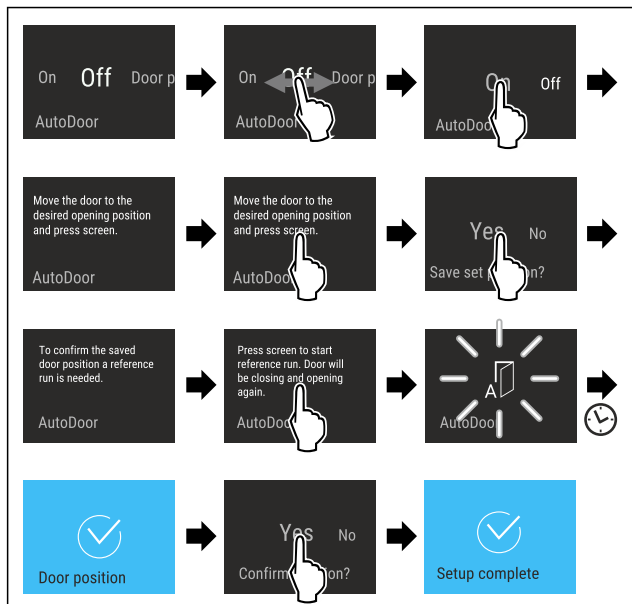 On Off Door p
AutoDoor
On Off Door p
AutoDoo
On Off
AutoDoo
Move the door to the
desired opening position
and press screen.
AutoDoor
Move the door to the
desired opening position
and press screen.
AutoDoo
Yes No
Save set p n?
To confirm the saved
door position a reference
run is needed.
AutoDoor
Press screen to start
reference run. Door will
be closing and opening
again.
AutoDoo
A
AutoDoo
Door position
Yes No
Confirm on?
Setup complete